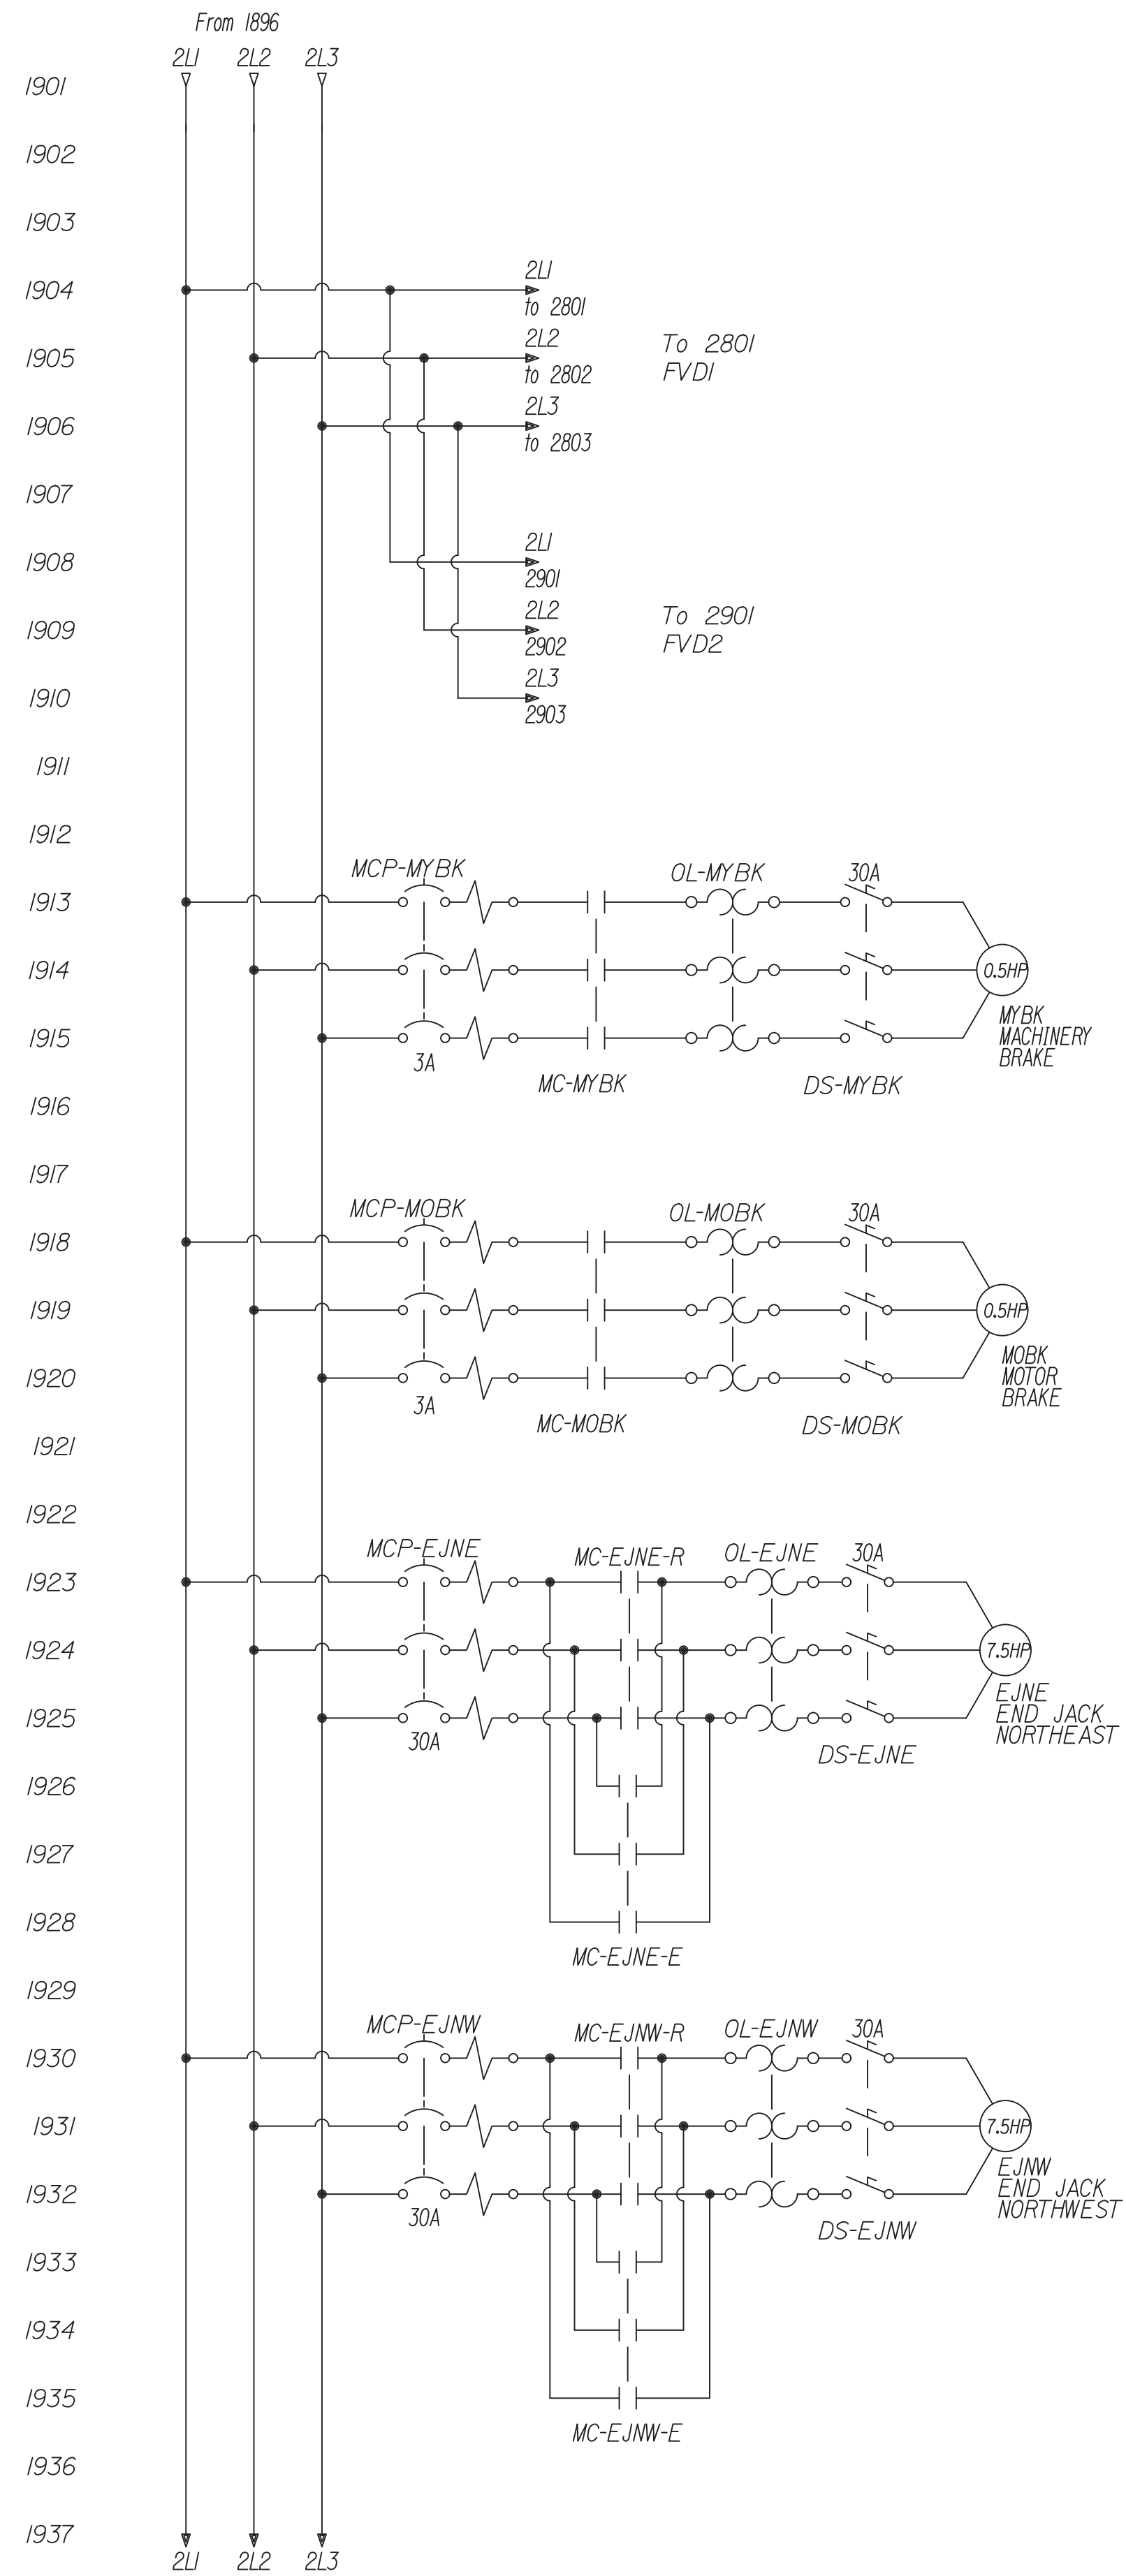 From 1896
2L1 2L2 2L3
1901
1902
1903
2L1
1904
to 2801
2L2
To 2801
1905
FVD1
to 2802
2L3
1906
to 2803
1907
2L1
1908
2901
2L2
To 2901
1909
FVD2
2902
2L3
1910
2903
1911
1912
MCP-MYBK OL-MYBK 30A
1913
1914
0.5HP
MYBK
1915
MACHINERY
BRAKE
3A
MC-MYBK DS-MYBK
1916
1917
MCP-MOBK OL-MOBK 30A
1918
1919
0.5HP
MOBK
1920
MOTOR
BRAKE
3A
MC-MOBK DS-MOBK
1921
1922
MCP-EJNE MC-EJNE-R OL-EJNE 30A
1923
1924
7.5HP
EJNE
1925
END JACK
NORTHEAST
30A
DS-EJNE
1926
1927
1928
MC-EJNE-E
1929
MCP-EJNW MC-EJNW-R OL-EJNW 30A
1930
1931
7.5HP
EJNW
1932
END JACK
NORTHWEST
30A
DS-EJNW
1933
1934
1935
MC-EJNW-E
1936
1937
2L1 2L2 2L3